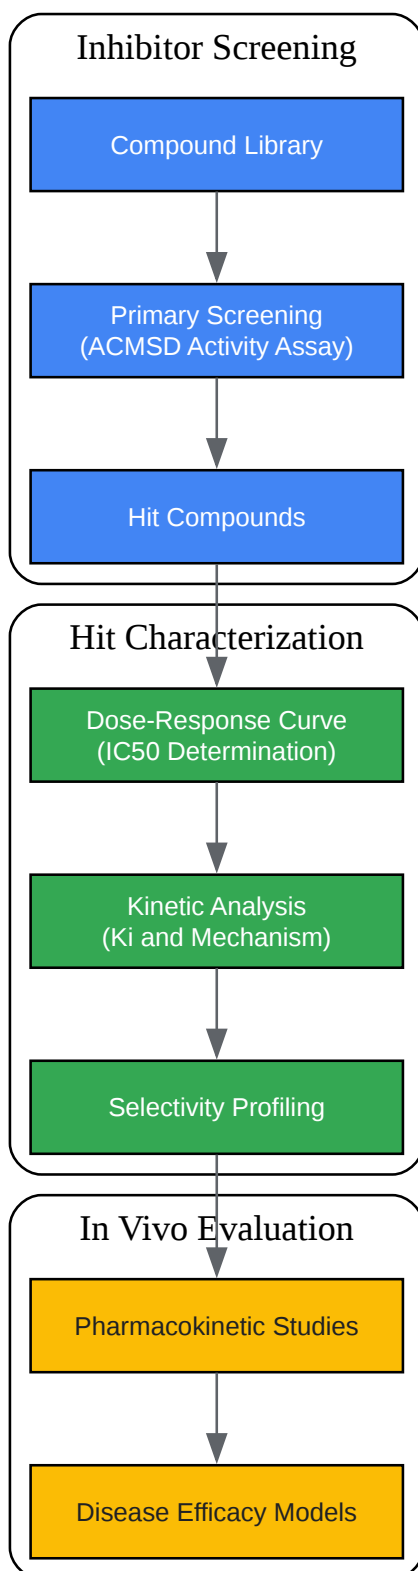 Inhibitor Screening
Compound Library
Primary Screening
(ACMSD Activity Assay)
Hit Compounds
Hit Characterization
Dose-Response Curve
(IC50 Determination)
Kinetic Analysis
(Ki and Mechanism)
Selectivity Profiling
In Vivo Evaluation
Pharmacokinetic Studies
Disease Efficacy Models